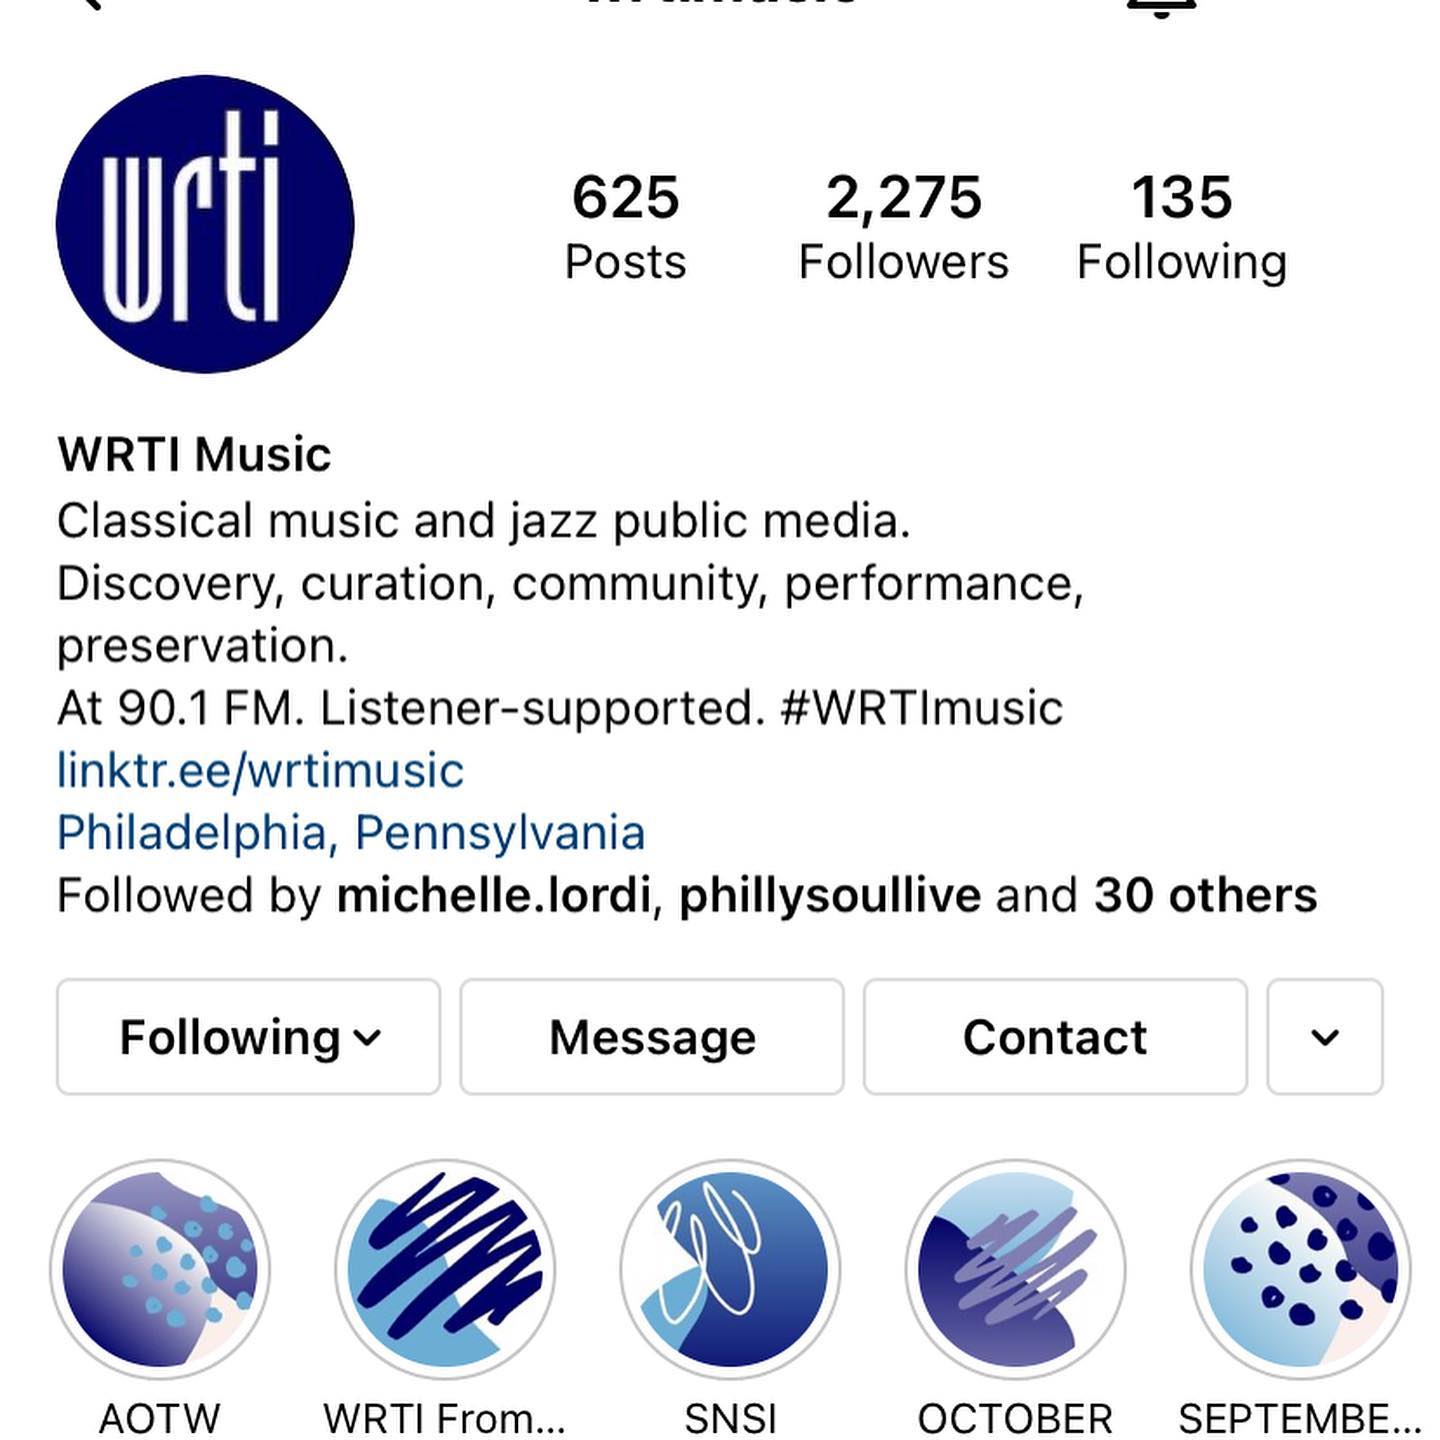 wrtimusic
wrti
625 2,275 135
Posts Followers Following
WRTI Music
Classical music and jazz public media.
Discovery, curation, community, performance,
preservation.
At 90.1 FM. Listener-supported. #WRTImusic
linktr.ee/wrtimusic
Philadelphia, Pennsylvania
Followed by michelle.lordi, phillysoullive and 30 others
Following Message Contact
AOTW WRTI From... SNSI OCTOBER SEPTEMBE...